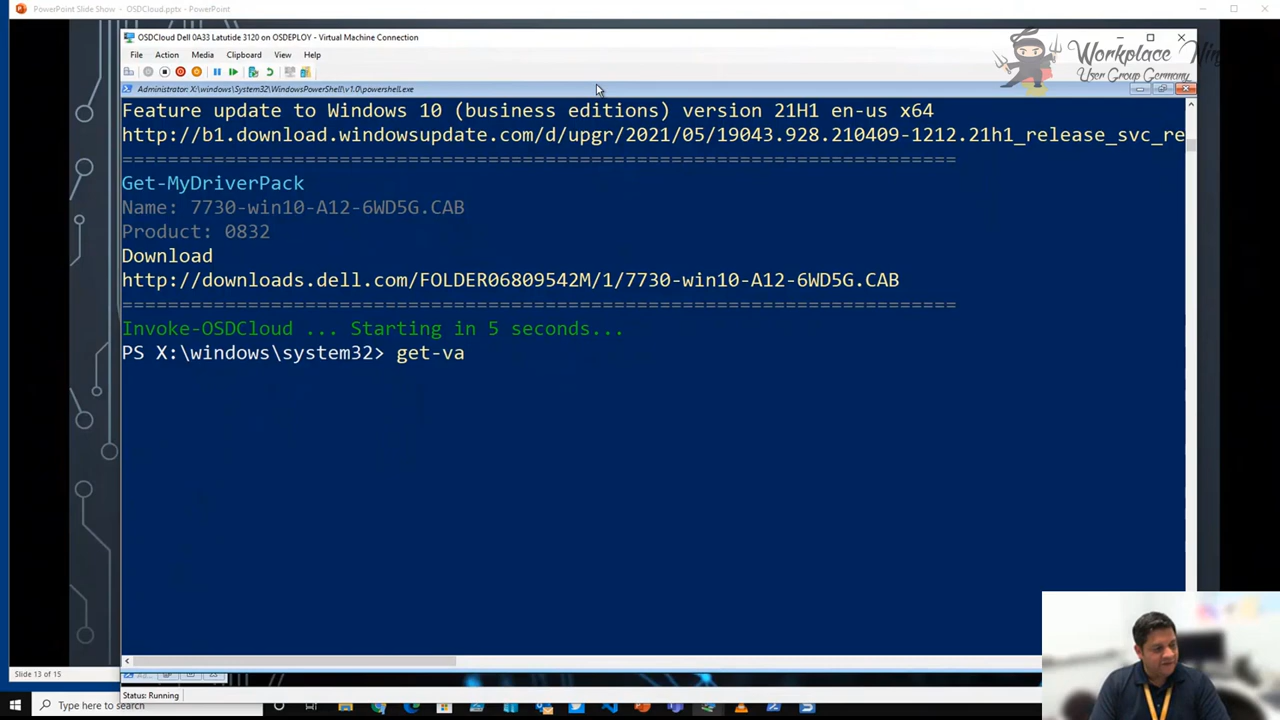 PowerPoint Slide Show - OSDCloud.pptx - PowerPoint
OSDCloud Dell 0A33 Latutide 3120 on OSDEPLOY - Virtual Machine Connection
File Action Media Clipboard View Help
Workplace Nin
User Group Germany
Administrator: X:\windows\System32\WindowsPowerShell\v1.0\powershell.exe
Feature update to Windows 10 (business editions) version 21H1 en-us x64
http://b1.download.windowsupdate.com/d/upgr/2021/05/19043.928.210409-1212.21h1_release_svc_re
=========================================================================
Get-MyDriverPack
Name: 7730-win10-A12-6WD5G.CAB
Product: 0832
Download
http://downloads.dell.com/FOLDER06809542M/1/7730-win10-A12-6WD5G.CAB
=========================================================================
Invoke-OSDCloud ... Starting in 5 seconds...
PS X:\windows\system32> get-va
Slide 13 of 15
Status: Running
Type here to search